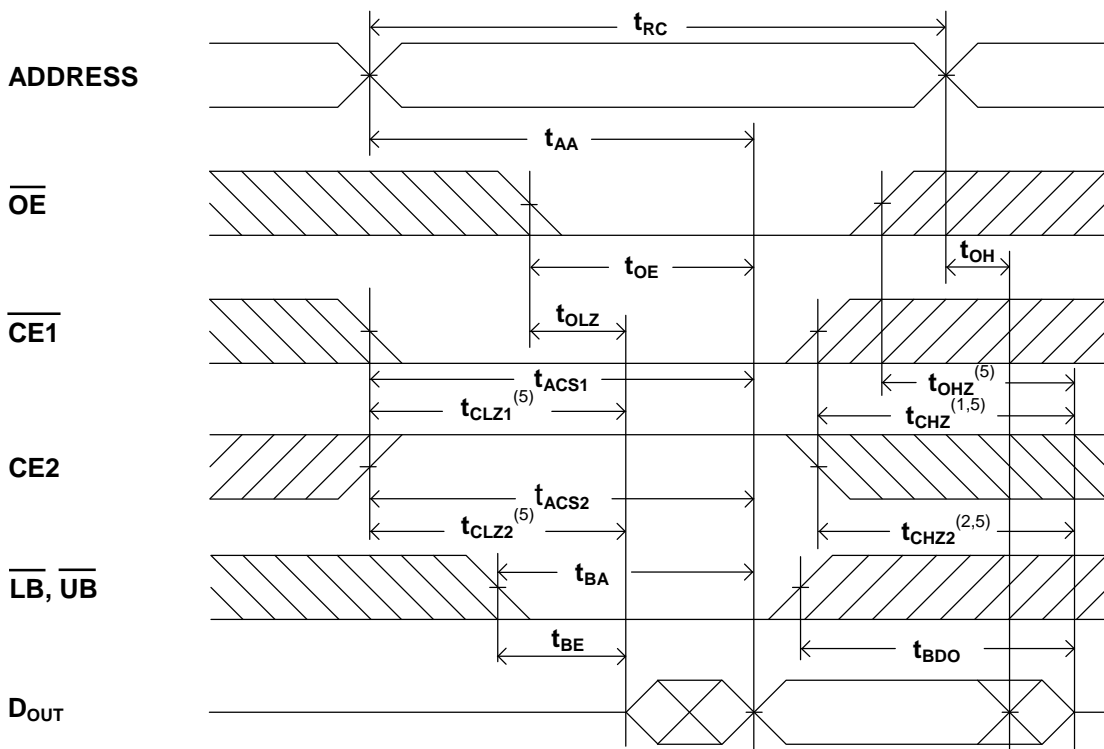 tRC
ADDRESS
tAA
OE
tOE
tOH
CE1
tOLZ
tACS1
tOHZ(5)
tCLZ1(5)
tCHZ(1,5)
CE2
tACS2
tCLZ2(5)
tCHZ2(2,5)
LB, UB
tBA
tBE
tBDO
DOUT